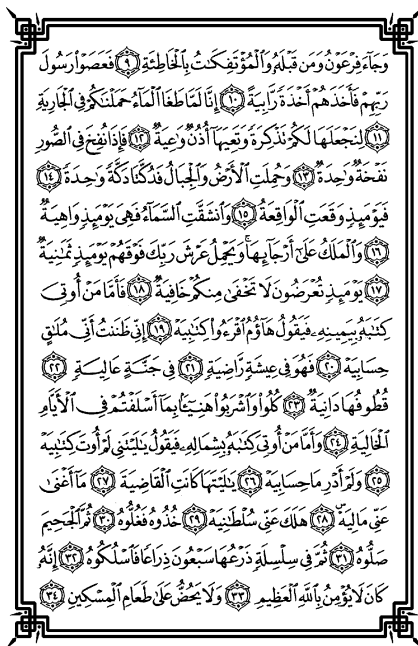 وَجَآءَ فِرْعَوْنُ وَمَن قَبْلَهُۥ وَٱلْمُؤْتَفِكَٰتُ بِٱلْخَاطِئَةِ ٩ فَعَصَوْا۟ رَسُولَ
رَبِّهِمْ فَأَخَذَهُمْ أَخْذَةً رَّابِيَةً ١٠ إِنَّا لَمَّا طَغَا ٱلْمَآءُ حَمَلْنَٰكُمْ فِى ٱلْجَارِيَةِ
١١ لِنَجْعَلَهَا لَكُمْ تَذْكِرَةً وَتَعِيَهَآ أُذُنٌ وَٰعِيَةٌ ١٢ فَإِذَا نُفِخَ فِى ٱلصُّورِ
نَفْخَةٌ وَٰحِدَةٌ ١٣ وَحُمِلَتِ ٱلْأَرْضُ وَٱلْجِبَالُ فَدُكَّتَا دَكَّةً وَٰحِدَةً ١٤
فَيَوْمَئِذٍ وَقَعَتِ ٱلْوَاقِعَةُ ١٥ وَٱنشَقَّتِ ٱلسَّمَآءُ فَهِىَ يَوْمَئِذٍ وَاهِيَةٌ
١٦ وَٱلْمَلَكُ عَلَىٰٓ أَرْجَآئِهَا ۚ وَيَحْمِلُ عَرْشَ رَبِّكَ فَوْقَهُمْ يَوْمَئِذٍ ثَمَٰنِيَةٌ
١٧ يَوْمَئِذٍ تُعْرَضُونَ لَا تَخْفَىٰ مِنكُمْ خَافِيَةٌ ١٨ فَأَمَّا مَنْ أُوتِىَ
كِتَٰبَهُۥ بِيَمِينِهِۦ فَيَقُولُ هَآؤُمُ ٱقْرَءُوا۟ كِتَٰبِيَهْ ١٩ إِنِّى ظَنَنتُ أَنِّى مُلَٰقٍ
حِسَابِيَهْ ٢٠ فَهُوَ فِى عِيشَةٍ رَّاضِيَةٍ ٢١ فِى جَنَّةٍ عَالِيَةٍ ٢٢
قُطُوفُهَا دَانِيَةٌ ٢٣ كُلُوا۟ وَٱشْرَبُوا۟ هَنِيٓـًٔۢا بِمَآ أَسْلَفْتُمْ فِى ٱلْأَيَّامِ
ٱلْخَالِيَةِ ٢٤ وَأَمَّا مَنْ أُوتِىَ كِتَٰبَهُۥ بِشِمَالِهِۦ فَيَقُولُ يَٰلَيْتَنِى لَمْ أُوتَ كِتَٰبِيَهْ
٢٥ وَلَمْ أَدْرِ مَا حِسَابِيَهْ ٢٦ يَٰلَيْتَهَا كَانَتِ ٱلْقَاضِيَةَ ٢٧ مَآ أَغْنَىٰ
عَنِّى مَالِيَهْ ۜ ٢٨ هَلَكَ عَنِّى سُلْطَٰنِيَهْ ٢٩ خُذُوهُ فَغُلُّوهُ ٣٠ ثُمَّ ٱلْجَحِيمَ
صَلُّوهُ ٣١ ثُمَّ فِى سِلْسِلَةٍ ذَرْعُهَا سَبْعُونَ ذِرَاعًا فَٱسْلُكُوهُ ٣٢ إِنَّهُۥ
كَانَ لَا يُؤْمِنُ بِٱللَّهِ ٱلْعَظِيمِ ٣٣ وَلَا يَحُضُّ عَلَىٰ طَعَامِ ٱلْمِسْكِينِ ٣٤